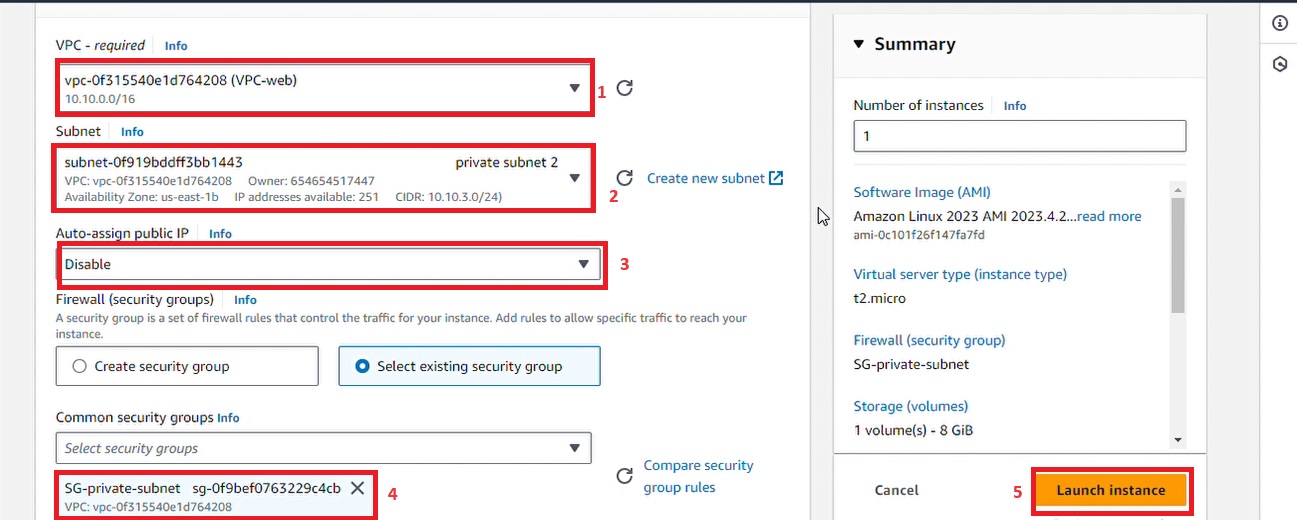 VPC - required Info
vpc-0f315540e1d764208 (VPC-web)
10.10.0.0/16
1
Subnet Info
subnet-0f919bddff3bb1443 private subnet 2
VPC: vpc-0f315540e1d764208 Owner: 654654517447
Availability Zone: us-east-1b IP addresses available: 251 CIDR: 10.10.3.0/24)
2
Create new subnet
Auto-assign public IP Info
Disable
3
Firewall (security groups) Info
A security group is a set of firewall rules that control the traffic for your instance. Add rules to allow specific traffic to reach your
instance.
Create security group
Select existing security group
Common security groups Info
Select security groups
SG-private-subnet sg-0f9bef0763229c4cb
VPC: vpc-0f315540e1d764208
4
Compare security
group rules
Summary
Number of instances Info
1
Software Image (AMI)
Amazon Linux 2023 AMI 2023.4.2...read more
ami-0c101f26f147fa7fd
Virtual server type (instance type)
t2.micro
Firewall (security group)
SG-private-subnet
Storage (volumes)
1 volume(s) - 8 GiB
Cancel
5
Launch instance